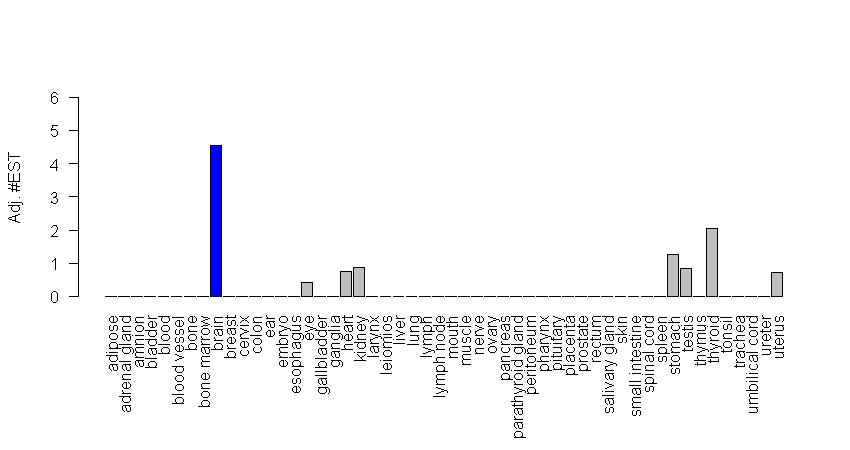 Adj. #EST
6
5
4
3
2
1
0
adipose
adrenal gland
amnion
bladder
blood
blood vessel
bone
bone marrow
brain
breast
cervix
colon
ear
embryo
esophagus
eye
gallbladder
ganglia
heart
kidney
larynx
leiomios
liver
lung
lymph
lymph node
mouth
muscle
nerve
ovary
pancreas
parathyroid gland
peritoneum
pharynx
pituitary
placenta
prostate
rectum
salivary gland
skin
small intestine
spinal cord
spleen
stomach
testis
thymus
thyroid
tonsil
trachea
umbilical cord
ureter
uterus